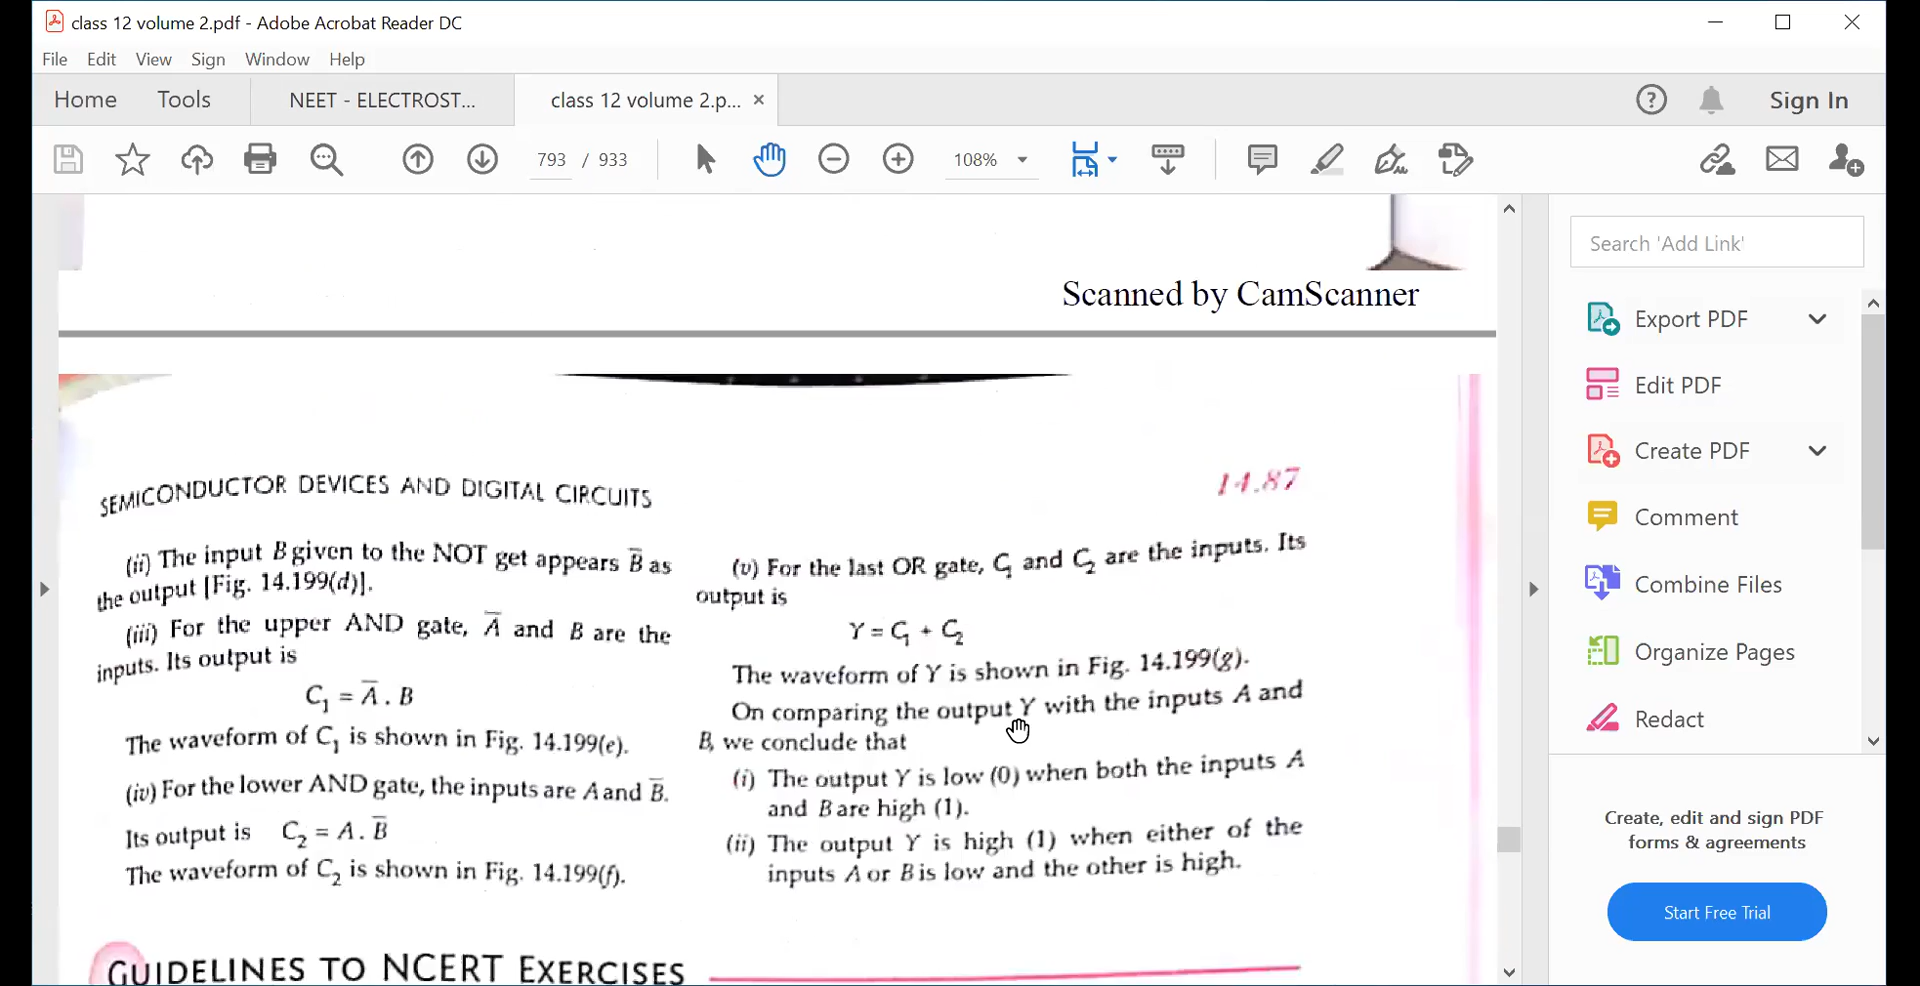 class 12 volume 2.pdf - Adobe Acrobat Reader DC
File Edit View Sign Window Help
Home Tools NEET - ELECTROST... class 12 volume 2.p... × Sign In
793 / 933 108%
Scanned by CamScanner
SEMICONDUCTOR DEVICES AND DIGITAL CIRCUITS
14.87
(ii) The input B given to the NOT get appears B̅ as
the output [Fig. 14.199(d)].
(iii) For the upper AND gate, A̅ and B are the
inputs. Its output is
C₁ = A̅ . B
The waveform of C₁ is shown in Fig. 14.199(e).
(iv) For the lower AND gate, the inputs are A and B̅.
Its output is C₂ = A . B̅
The waveform of C₂ is shown in Fig. 14.199(f).
(v) For the last OR gate, C₁ and C₂ are the inputs. Its
output is
Y = C₁ + C₂
The waveform of Y is shown in Fig. 14.199(g).
On comparing the output Y with the inputs A and
B, we conclude that
(i) The output Y is low (0) when both the inputs A
and B are high (1).
(ii) The output Y is high (1) when either of the
inputs A or B is low and the other is high.
GUIDELINES TO NCERT EXERCISES
Search 'Add Link'
Export PDF
Edit PDF
Create PDF
Comment
Combine Files
Organize Pages
Redact
Create, edit and sign PDF
forms & agreements
Start Free Trial